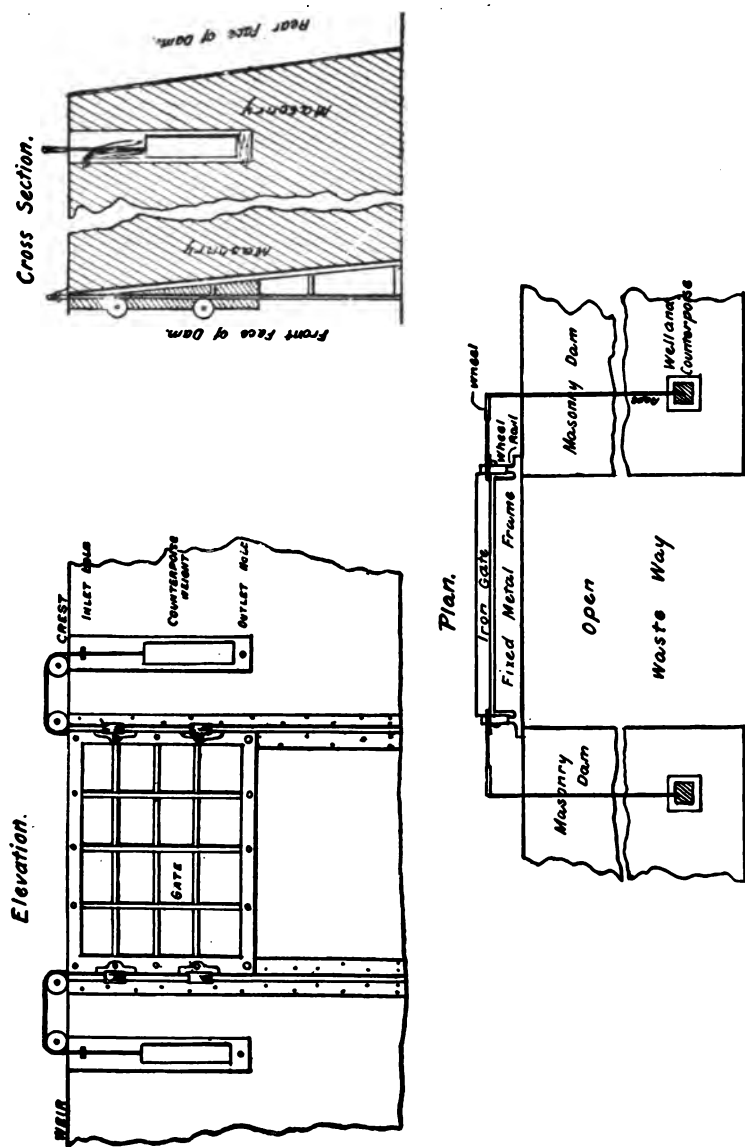 Cross Section.
Rear Face of Dam.
Masonry
Masonry
Front Face of Dam.
Elevation.
WEIR
CREST
INLET HOLE
COUNTERPOISE
WEIGHT
OUTLET HOLE
GATE
Plan.
wheel
Wheel
Rail
Iron Gate
Fixed Metal Frame
Masonry Dam
Masonry
Dam
Open
Waste Way
Rope
Well and
Counterpoise